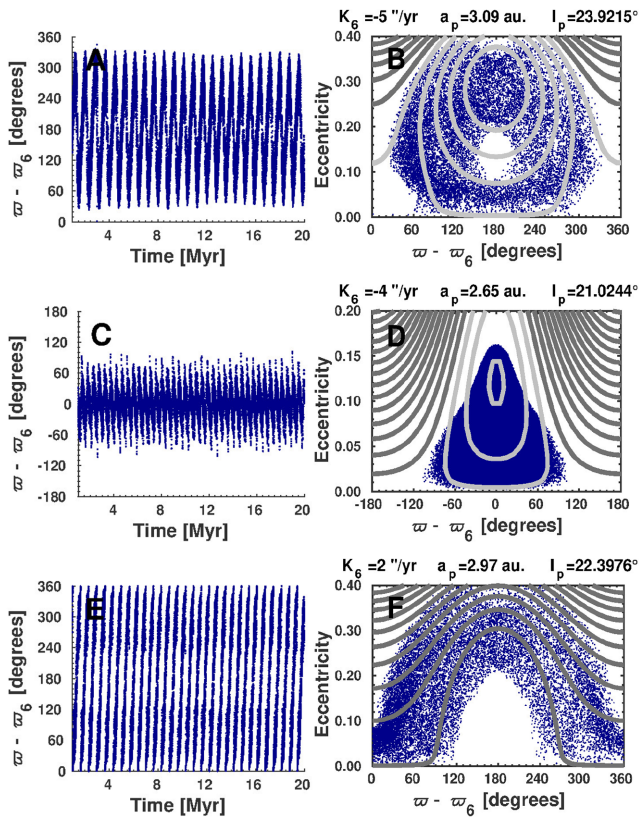 K6 =-5 "/yr ap=3.09 au. Ip=23.9215°
A
360
300
240
180
120
60
0
ϖ - ϖ6 [degrees]
4 8 12 16 20
Time [Myr]
B
0.40
0.30
0.20
0.10
0.00
Eccentricity
0 60 120 180 240 300 360
ϖ - ϖ6 [degrees]
K6 =-4 "/yr ap=2.65 au. Ip=21.0244°
C
180
120
60
0
-60
-120
-180
ϖ - ϖ6 [degrees]
4 8 12 16 20
Time [Myr]
D
0.20
0.15
0.10
0.05
0.00
Eccentricity
-180 -120 -60 0 60 120 180
ϖ - ϖ6 [degrees]
K6 =2 "/yr ap=2.97 au. Ip=22.3976°
E
360
300
240
180
120
60
0
ϖ - ϖ6 [degrees]
4 8 12 16 20
Time [Myr]
F
0.40
0.30
0.20
0.10
0.00
Eccentricity
0 60 120 180 240 300 360
ϖ - ϖ6 [degrees]